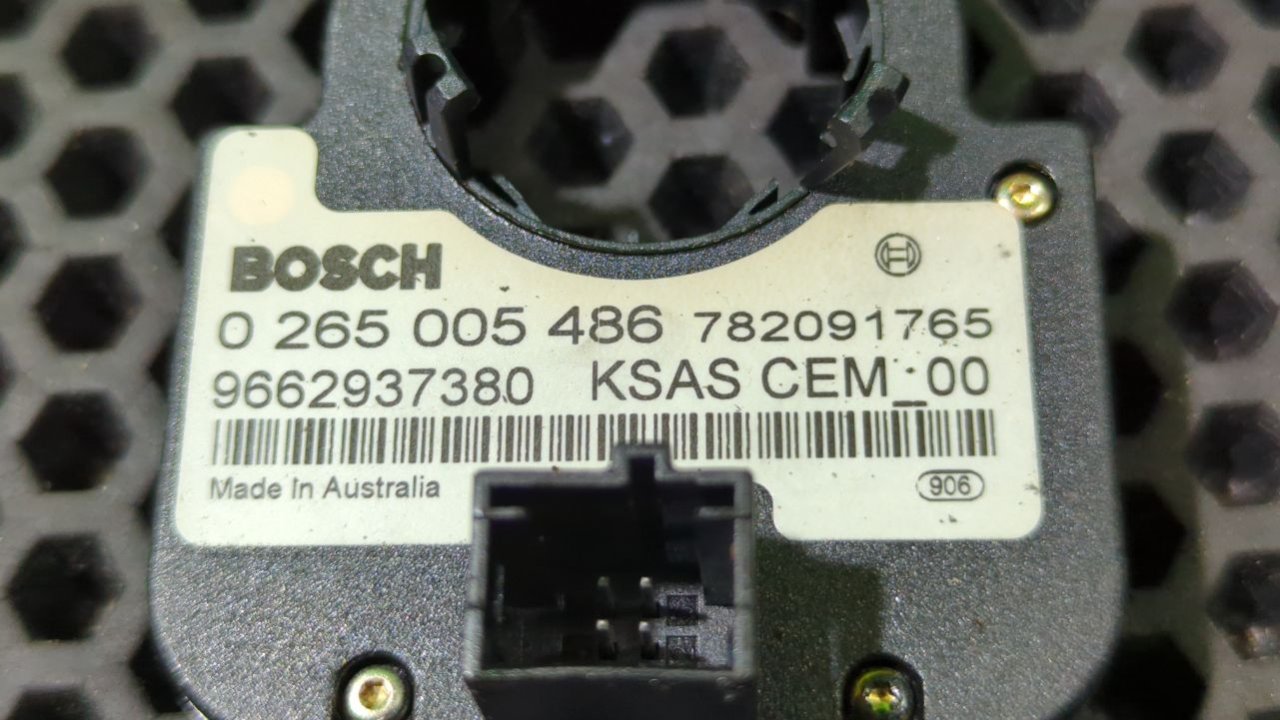 BOSCH
0 265 005 486 782091765
9662937380 KSAS CEM_00
Made In Australia
906